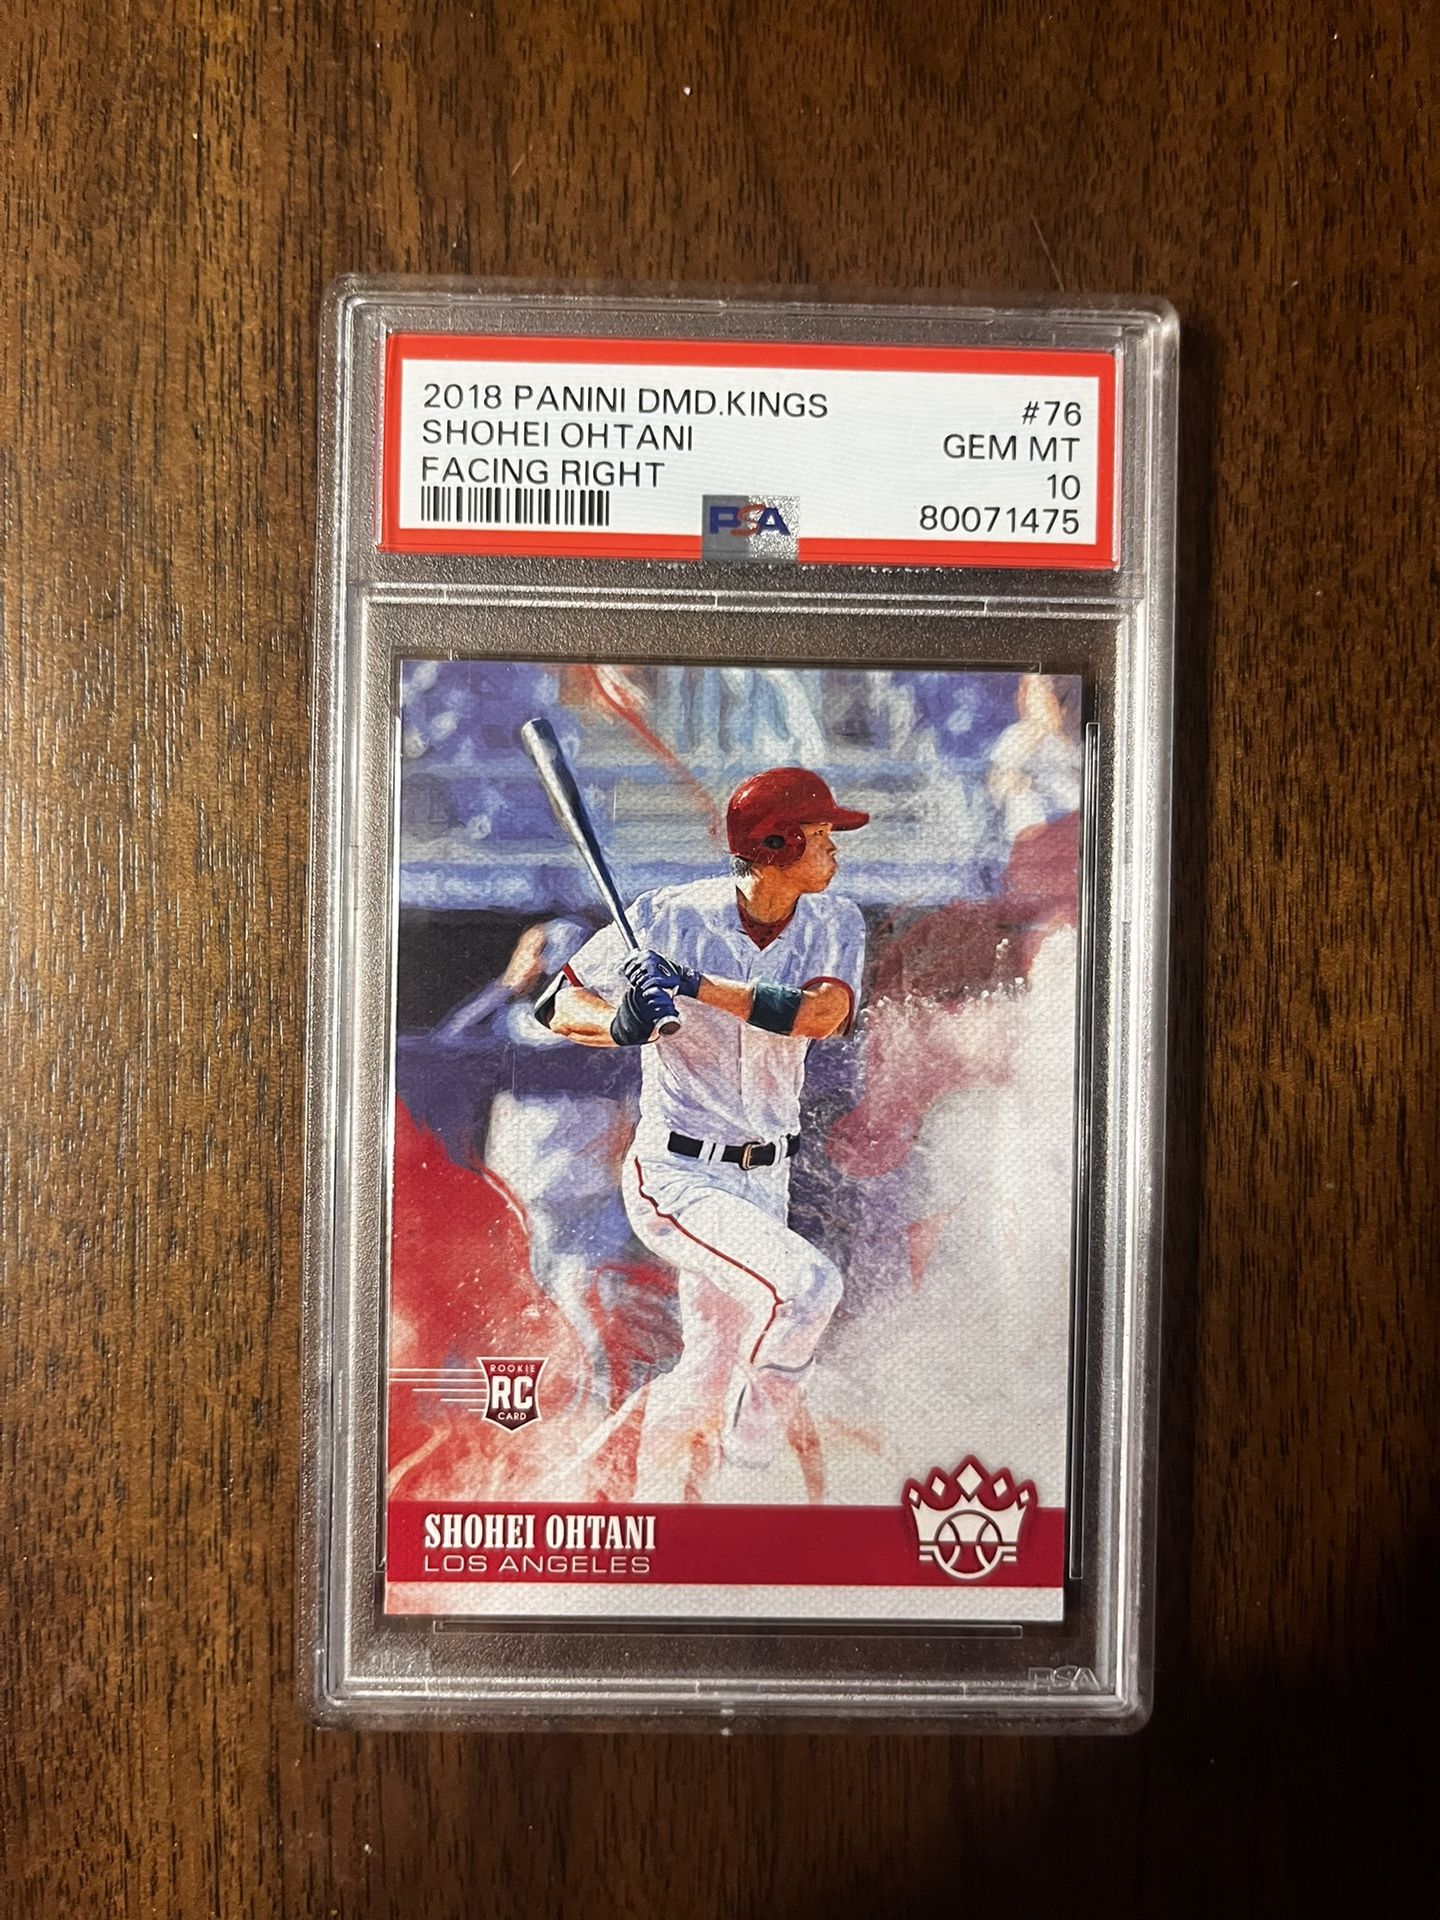 2018 PANINI DMD.KINGS #76
SHOHEI OHTANI GEM MT
FACING RIGHT 10
PSA 80071475
ROOKIE
RC
CARD
SHOHEI OHTANI
LOS ANGELES
PSA